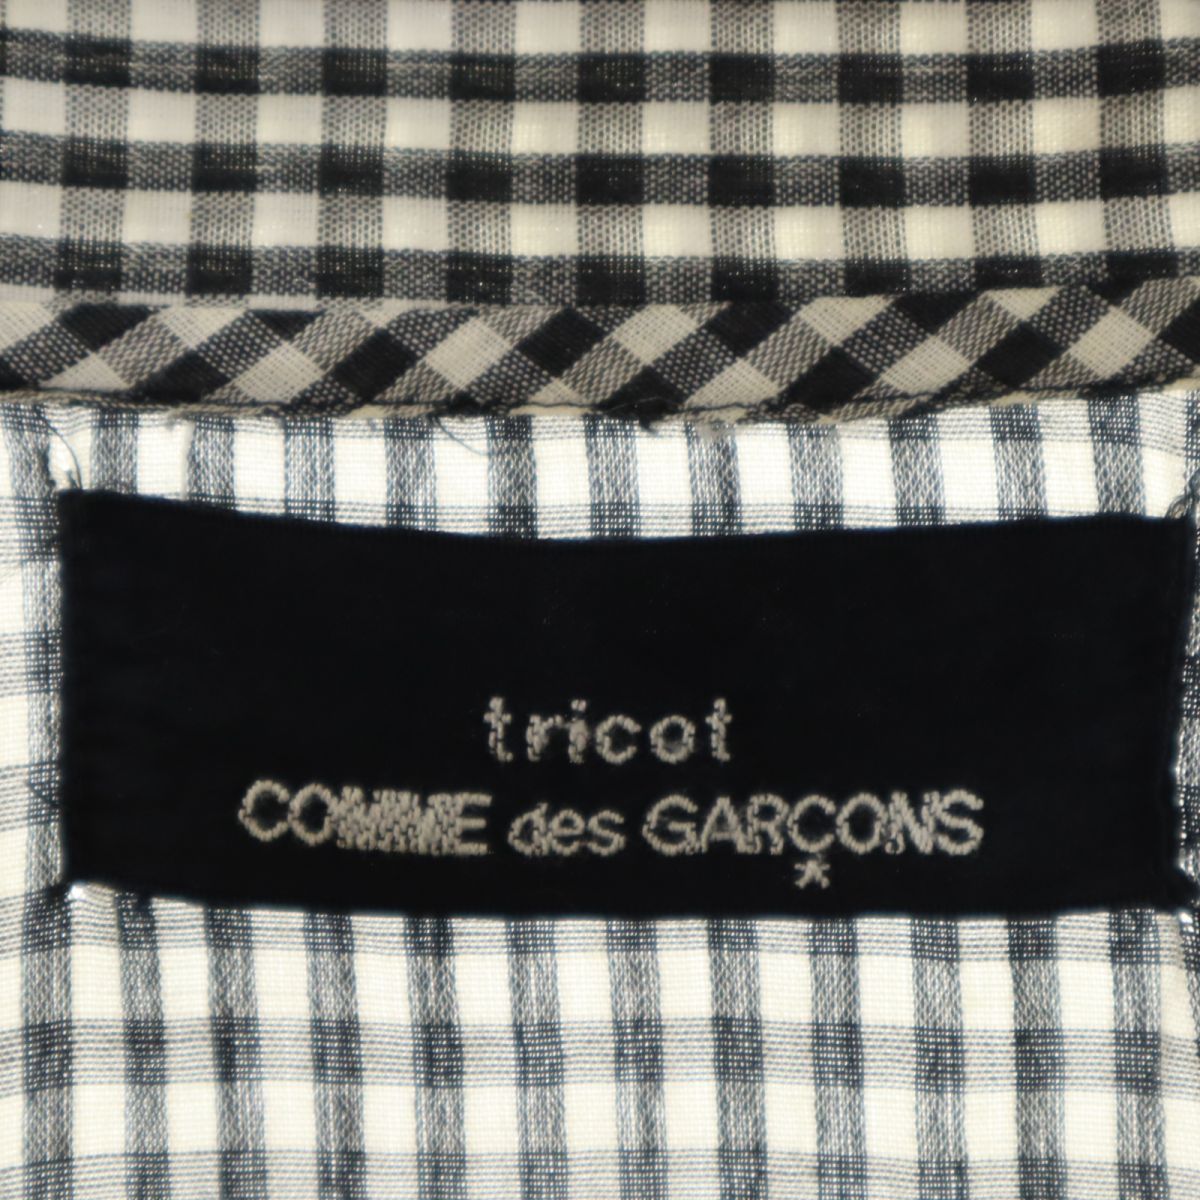 tricot
COMME des GARÇONS
*